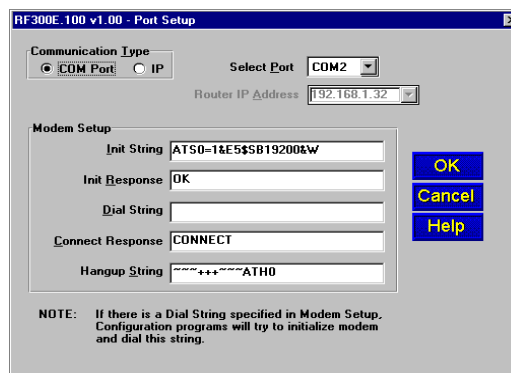 RF300E.100 v1.00 - Port Setup
Communication Type
COM Port IP
Select Port COM2
Router IP Address 192.168.1.32
Modem Setup
Init String ATS0=1&E5$SB19200&W
Init Response OK
Dial String
Connect Response CONNECT
Hangup String ~~~+++~~~ATH0
OK
Cancel
Help
NOTE: If there is a Dial String specified in Modem Setup,
Configuration programs will try to initialize modem
and dial this string.